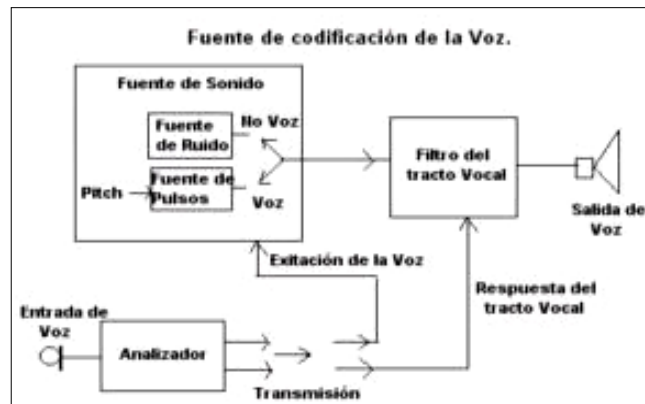 Fuente de codificación de la Voz.
Fuente de Sonido
Fuente
de Ruido
No Voz
Pitch
Fuente de
Pulsos
Voz
Filtro del
tracto Vocal
Salida de
Voz
Exitación de la Voz
Respuesta del
tracto Vocal
Entrada de
Voz
Analizador
Transmisión